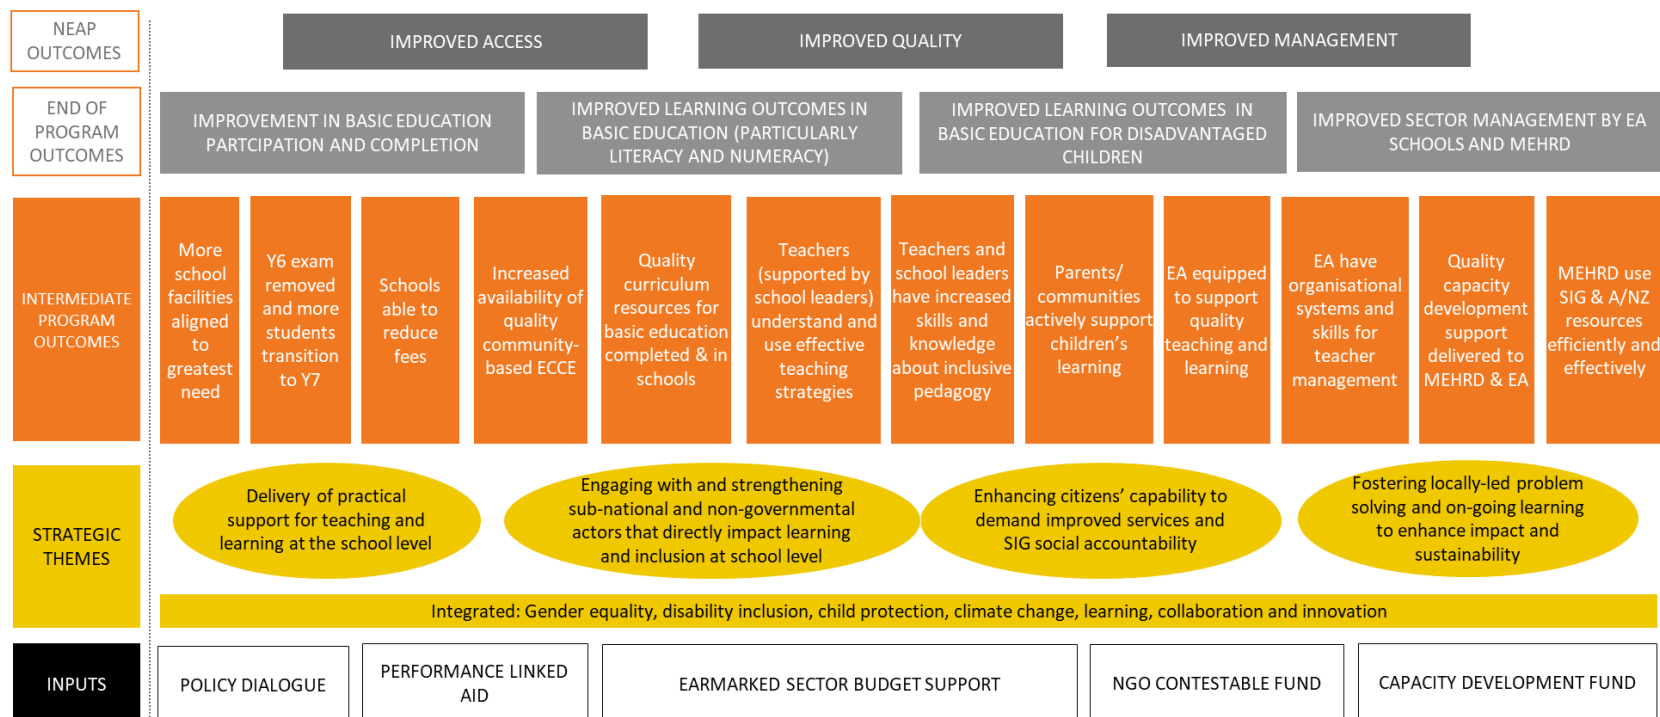 NEAP
OUTCOMES
IMPROVED ACCESS
IMPROVED QUALITY
IMPROVED MANAGEMENT
END OF
PROGRAM
OUTCOMES
IMPROVEMENT IN BASIC EDUCATION
PARTCIPATION AND COMPLETION
IMPROVED LEARNING OUTCOMES IN
BASIC EDUCATION (PARTICULARLY
LITERACY AND NUMERACY)
IMPROVED LEARNING OUTCOMES IN
BASIC EDUCATION FOR DISADVANTAGED
CHILDREN
IMPROVED SECTOR MANAGEMENT BY EA
SCHOOLS AND MEHRD
INTERMEDIATE
PROGRAM
OUTCOMES
More
school
facilities
aligned
to
greatest
need
Y6 exam
removed
and more
students
transition
to Y7
Schools
able to
reduce
fees
Increased
availability of
quality
community-
based ECCE
Quality
curriculum
resources for
basic education
completed & in
schools
Teachers
(supported by
school leaders)
understand and
use effective
teaching
strategies
Teachers and
school leaders
have increased
skills and
knowledge
about inclusive
pedagogy
Parents/
communities
actively support
children's
learning
EA equipped
to support
quality
teaching and
learning
EA have
organisational
systems and
skills for
teacher
management
Quality
capacity
development
support
delivered to
MEHRD & EA
MEHRD use
SIG & A/NZ
resources
efficiently and
effectively
STRATEGIC
THEMES
Delivery of practical
support for teaching and
learning at the school level
Engaging with and strengthening
sub-national and non-governmental
actors that directly impact learning
and inclusion at school level
Enhancing citizens' capability to
demand improved services and
SIG social accountability
Fostering locally-led problem
solving and on-going learning
to enhance impact and
sustainability
Integrated: Gender equality, disability inclusion, child protection, climate change, learning, collaboration and innovation
INPUTS
POLICY DIALOGUE
PERFORMANCE LINKED
AID
EARMARKED SECTOR BUDGET SUPPORT
NGO CONTESTABLE FUND
CAPACITY DEVELOPMENT FUND